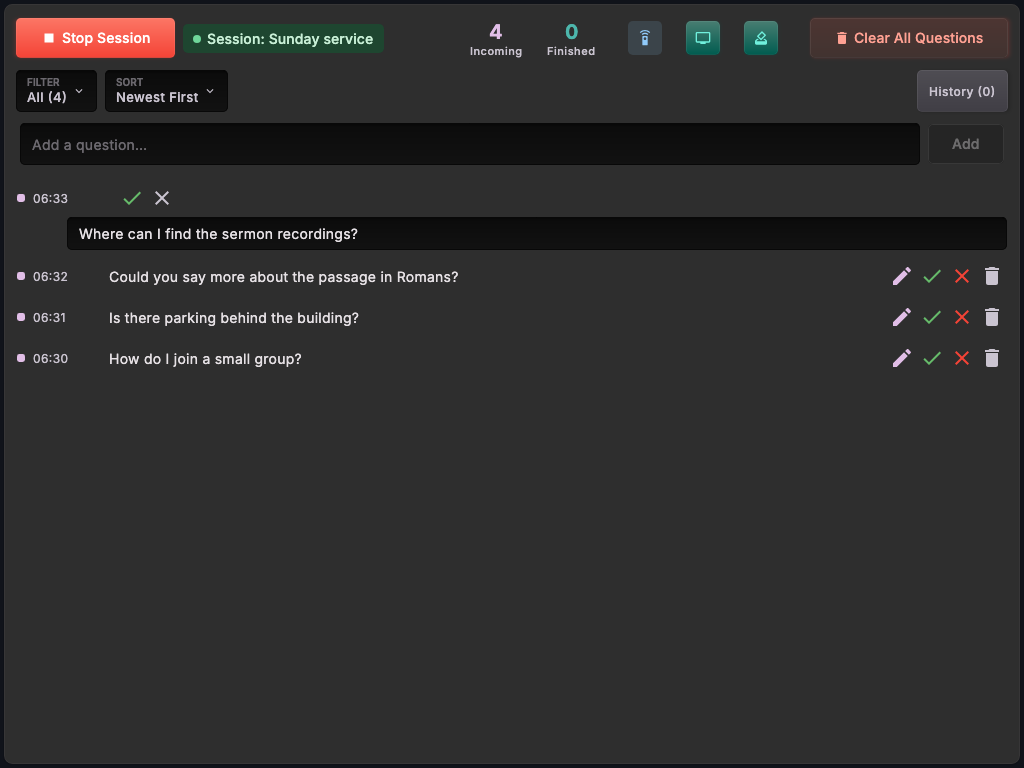 Stop Session
Session: Sunday service
4
Incoming
0
Finished
Clear All Questions
FILTER
All (4)
SORT
Newest First
History (0)
Add a question...
Add
06:33
Where can I find the sermon recordings?
06:32 Could you say more about the passage in Romans?
06:31 Is there parking behind the building?
06:30 How do I join a small group?